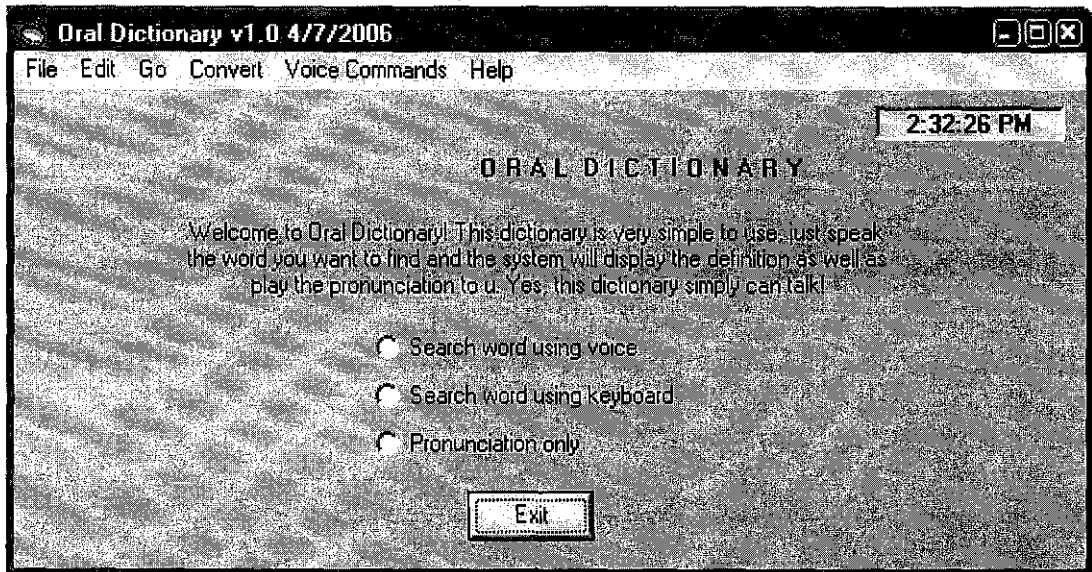 Oral Dictionary v1.0 4/7/2006
File Edit Go Convert Voice Commands Help
2:32:26 PM
ORAL DICTIONARY
Welcome to Oral Dictionary! This dictionary is very simple to use, just speak
the word you want to find and the system will display the definition as well as
play the pronunciation to u. Yes, this dictionary simply can talk!
Search word using voice
Search word using keyboard
Pronunciation only
Exit